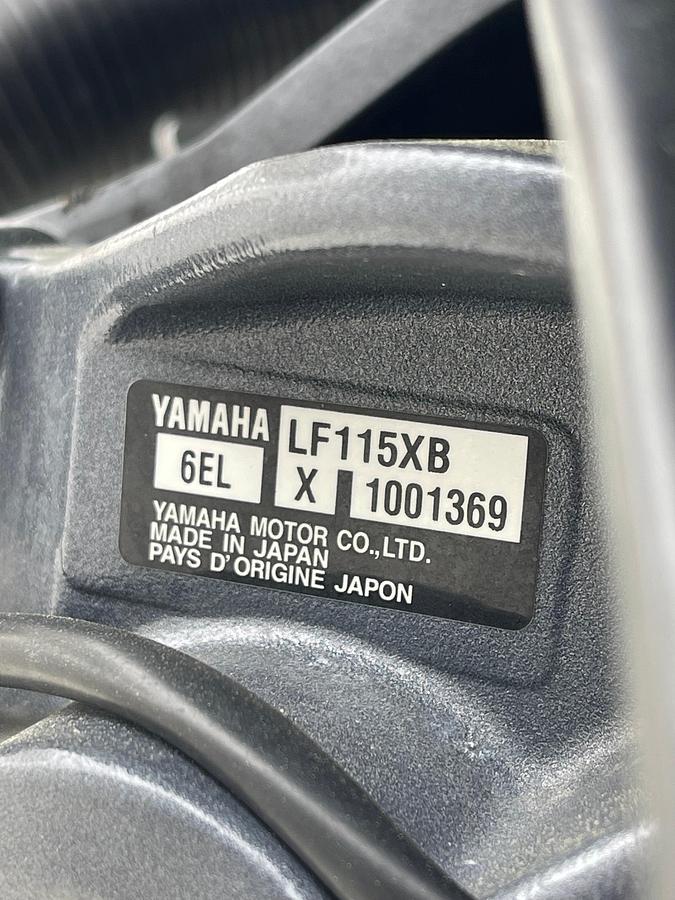 YAMAHA LF115XB
6EL X 1001369
YAMAHA MOTOR CO.,LTD.
MADE IN JAPAN
PAYS D'ORIGINE JAPON